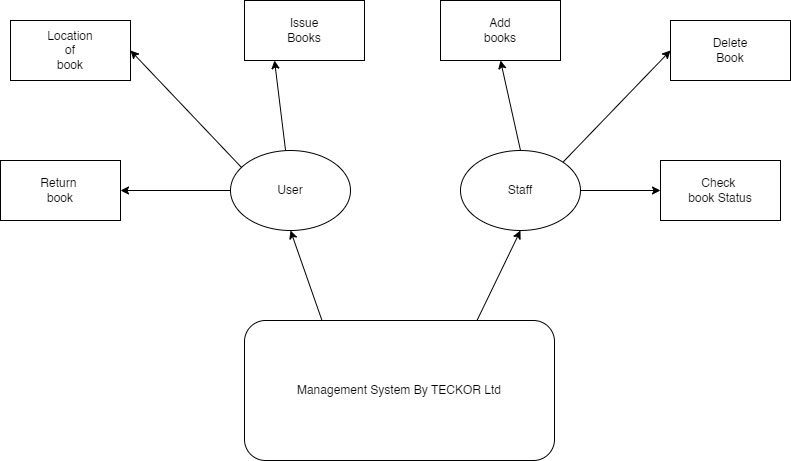 Issue
Books
Add
books
Location
of
book
Delete
Book
Return
book
User
Staff
Check
book Status
Management System By TECKOR Ltd